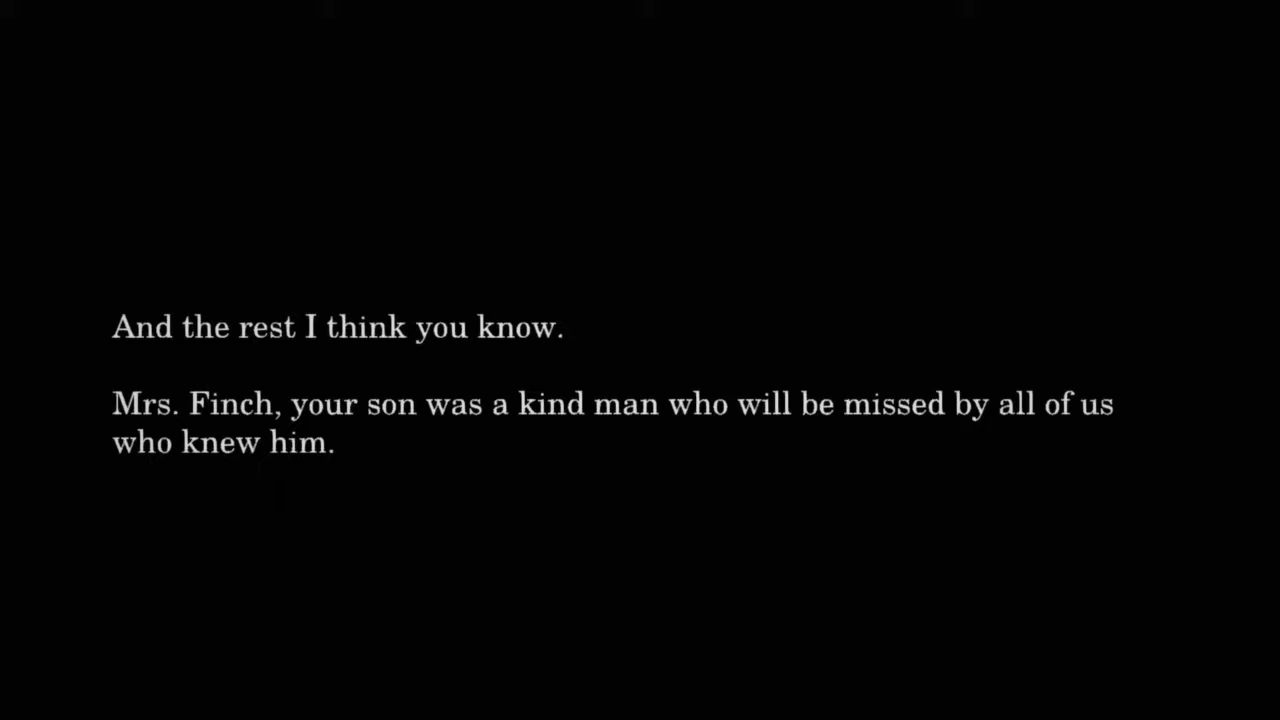 And the rest I think you know.
Mrs. Finch, your son was a kind man who will be missed by all of us
who knew him.